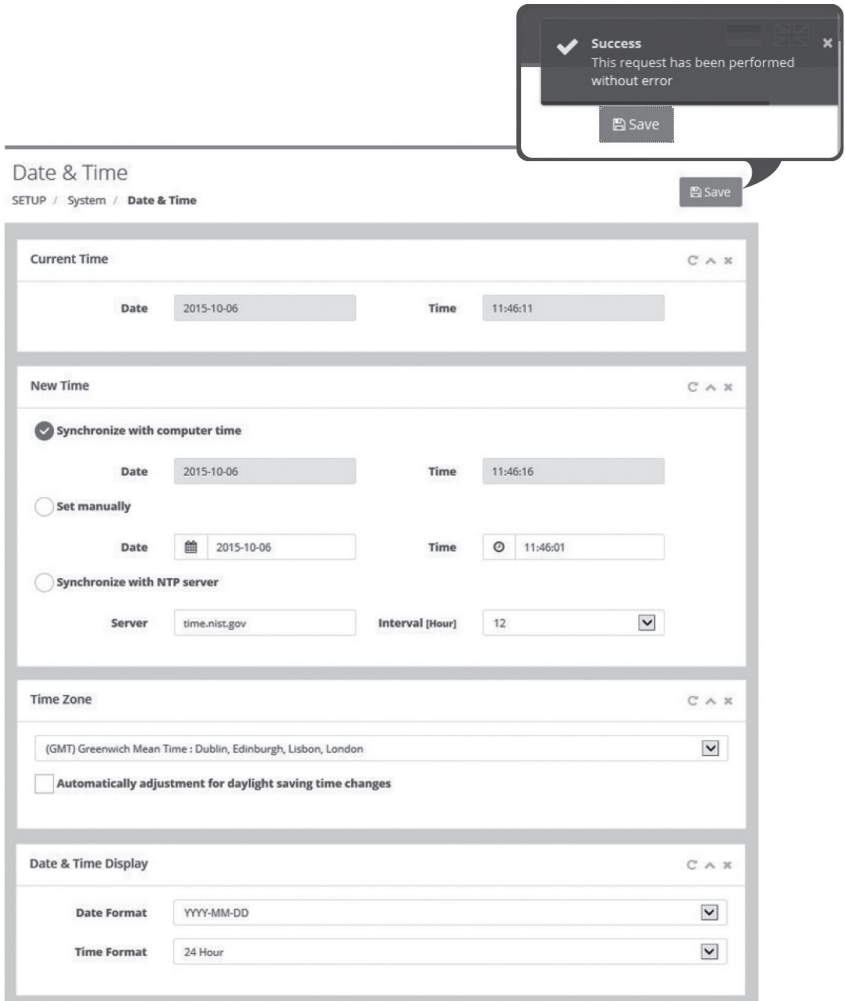 Success
This request has been performed
without error
Save
Date & Time
SETUP / System / Date & Time
Save
Current Time
Date 2015-10-06 Time 11:46:11
New Time
Synchronize with computer time
Date 2015-10-06 Time 11:46:16
Set manually
Date 2015-10-06 Time 11:46:01
Synchronize with NTP server
Server time.nist.gov Interval [Hour] 12
Time Zone
(GMT) Greenwich Mean Time : Dublin, Edinburgh, Lisbon, London
Automatically adjustment for daylight saving time changes
Date & Time Display
Date Format YYYY-MM-DD
Time Format 24 Hour